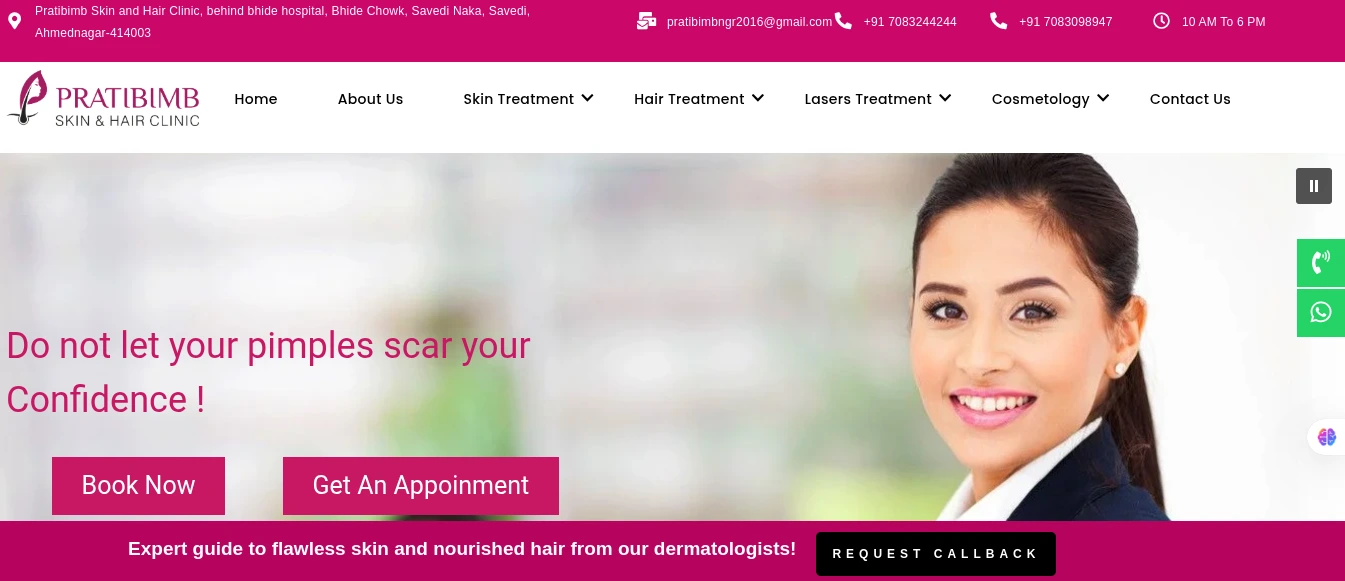 Pratibimb Skin and Hair Clinic, behind bhide hospital, Bhide Chowk, Savedi Naka, Savedi,
Ahmednagar-414003
pratibimbngr2016@gmail.com
+91 7083244244
+91 7083098947
10 AM To 6 PM
PRATIBIMB
SKIN & HAIR CLINIC
Home
About Us
Skin Treatment
Hair Treatment
Lasers Treatment
Cosmetology
Contact Us
Do not let your pimples scar your
Confidence !
Book Now
Get An Appoinment
Expert guide to flawless skin and nourished hair from our dermatologists!
REQUEST CALLBACK